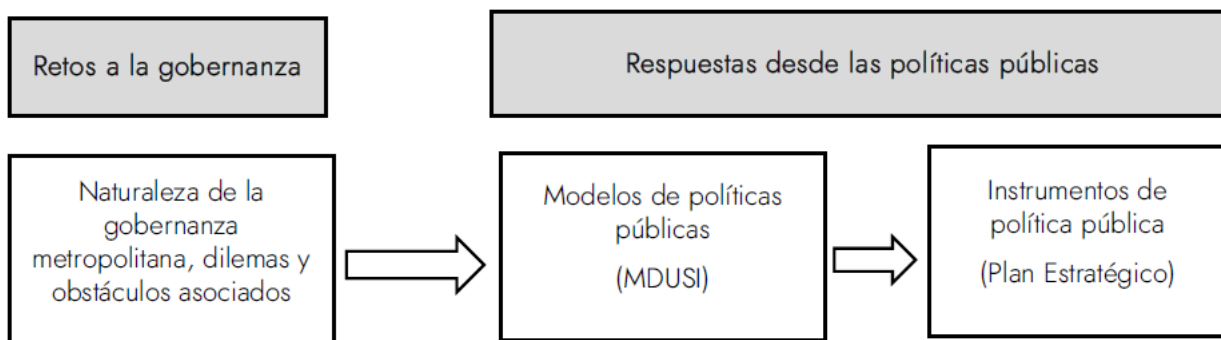 Retos a la gobernanza
Respuestas desde las políticas públicas
Naturaleza de la
gobernanza
metropolitana, dilemas y
obstáculos asociados
Modelos de políticas
públicas
(MDUSI)
Instrumentos de
política pública
(Plan Estratégico)